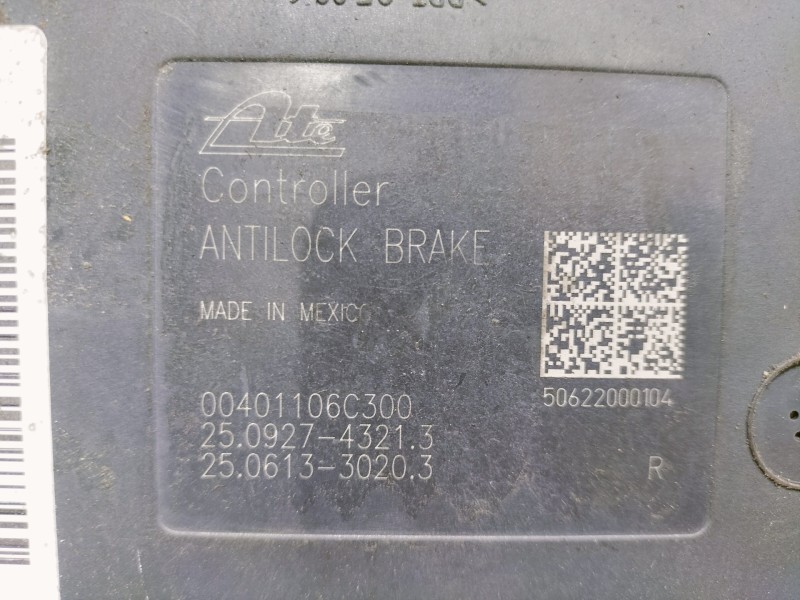 Ate
Controller
ANTILOCK BRAKE
MADE IN MEXICO
00401106C300
25.0927-4321.3
25.0613-3020.3
50622000104
R